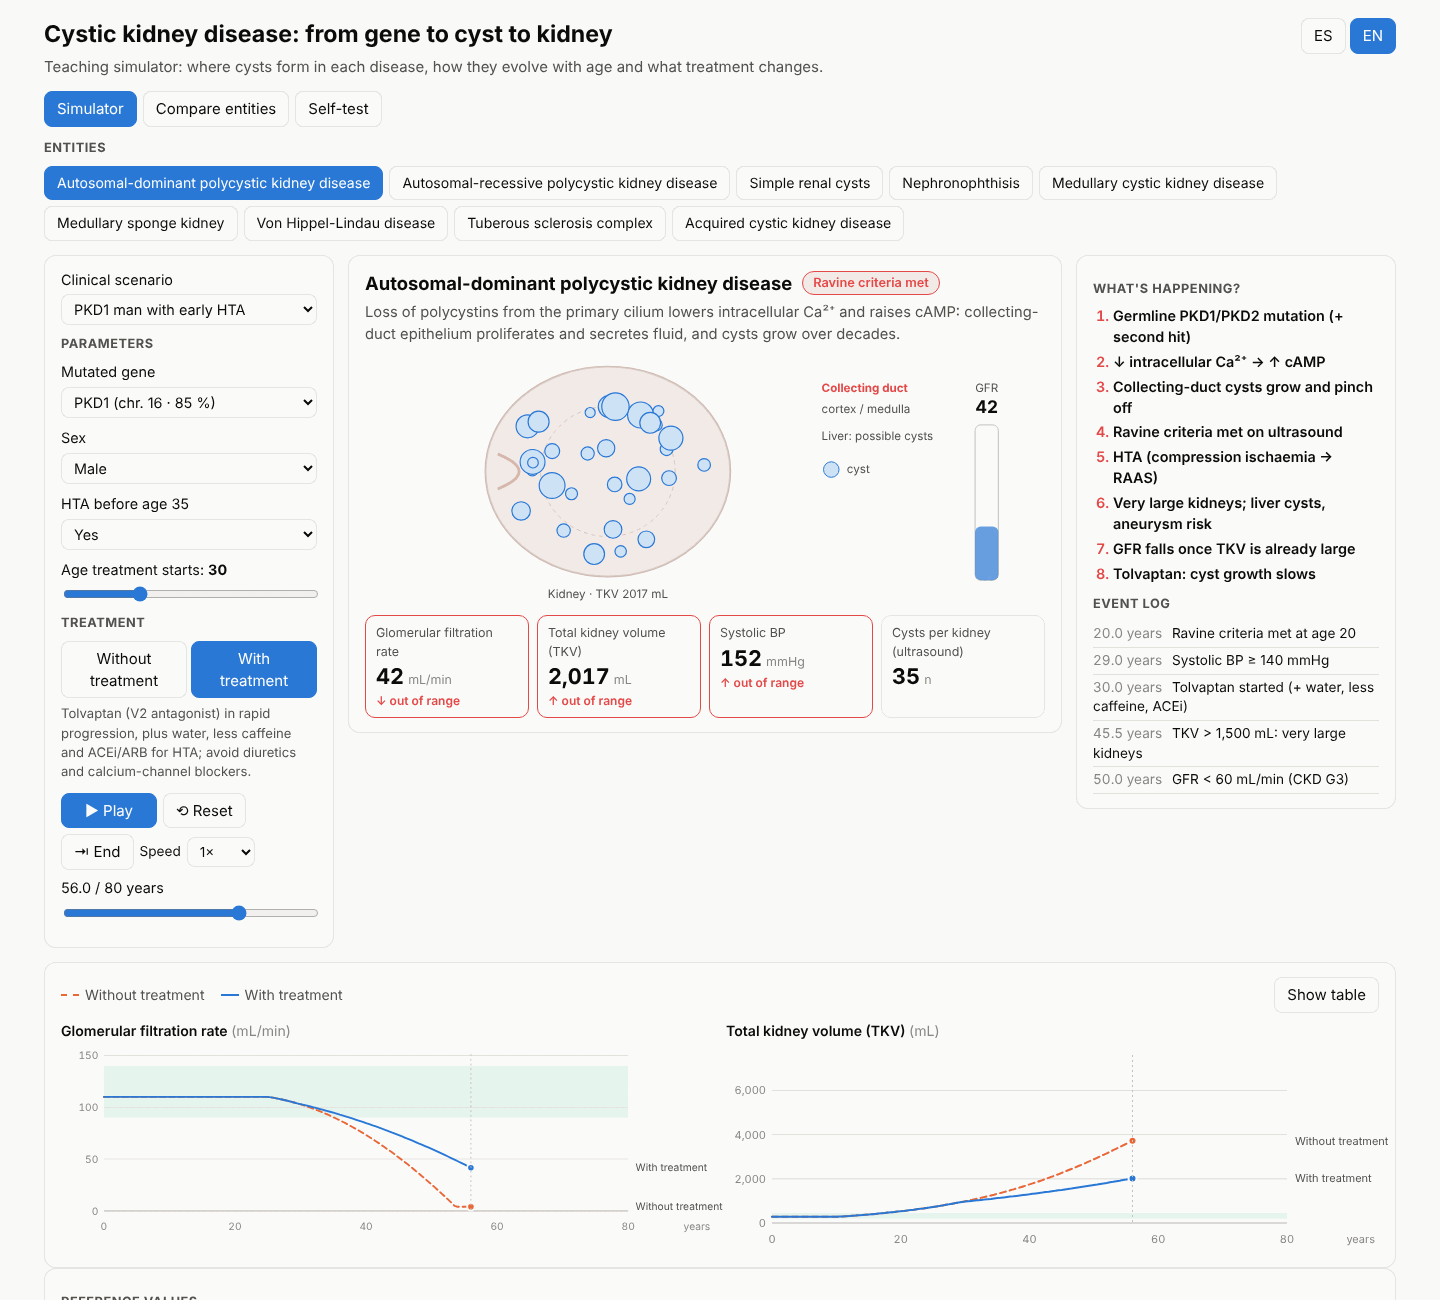 Cystic kidney disease: from gene to cyst to kidney
ES
EN
Teaching simulator: where cysts form in each disease, how they evolve with age and what treatment changes.
Simulator
Compare entities
Self-test
ENTITIES
Autosomal-dominant polycystic kidney disease
Autosomal-recessive polycystic kidney disease
Simple renal cysts
Nephronophthisis
Medullary cystic kidney disease
Medullary sponge kidney
Von Hippel-Lindau disease
Tuberous sclerosis complex
Acquired cystic kidney disease
Clinical scenario
PKD1 man with early HTA
PARAMETERS
Mutated gene
PKD1 (chr. 16 · 85 %)
Sex
Male
HTA before age 35
Yes
Age treatment starts: 30
TREATMENT
Without
treatment
With
treatment
Tolvaptan (V2 antagonist) in rapid
progression, plus water, less caffeine
and ACEi/ARB for HTA; avoid diuretics
and calcium-channel blockers.
▶ Play
⟲ Reset
⇥ End
Speed
1×
56.0 / 80 years
Autosomal-dominant polycystic kidney disease
Ravine criteria met
Loss of polycystins from the primary cilium lowers intracellular Ca²⁺ and raises cAMP: collecting-
duct epithelium proliferates and secretes fluid, and cysts grow over decades.
Collecting duct
cortex / medulla
Liver: possible cysts
cyst
GFR
42
Kidney · TKV 2017 mL
Glomerular filtration
rate
42 mL/min
↓ out of range
Total kidney volume
(TKV)
2,017 mL
↑ out of range
Systolic BP
152 mmHg
↑ out of range
Cysts per kidney
(ultrasound)
35 n
WHAT'S HAPPENING?
1. Germline PKD1/PKD2 mutation (+
second hit)
2. ↓ intracellular Ca²⁺ → ↑ cAMP
3. Collecting-duct cysts grow and pinch
off
4. Ravine criteria met on ultrasound
5. HTA (compression ischaemia →
RAAS)
6. Very large kidneys; liver cysts,
aneurysm risk
7. GFR falls once TKV is already large
8. Tolvaptan: cyst growth slows
EVENT LOG
20.0 years Ravine criteria met at age 20
29.0 years Systolic BP ≥ 140 mmHg
30.0 years Tolvaptan started (+ water, less
caffeine, ACEi)
45.5 years TKV > 1,500 mL: very large
kidneys
50.0 years GFR < 60 mL/min (CKD G3)
Without treatment
With treatment
Show table
Glomerular filtration rate (mL/min)
150
100
50
0
0
20
40
60
80
years
With treatment
Without treatment
Total kidney volume (TKV) (mL)
6,000
4,000
2,000
0
0
20
40
60
80
years
Without treatment
With treatment
REFERENCE VALUES